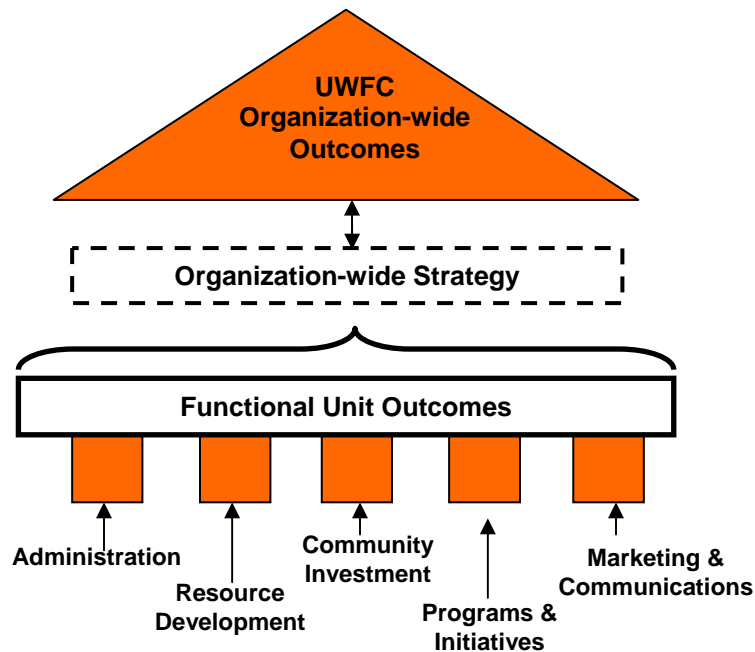 UWFC
Organization-wide
Outcomes
Organization-wide Strategy
Functional Unit Outcomes
Administration
Resource
Development
Community
Investment
Programs &
Initiatives
Marketing &
Communications